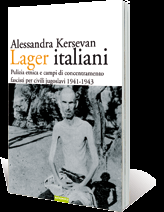 Alessandra Kersevan
Lager italiani
Pulizia etnica e campi di concentramento
fascisti per civili jugoslavi 1941-1943